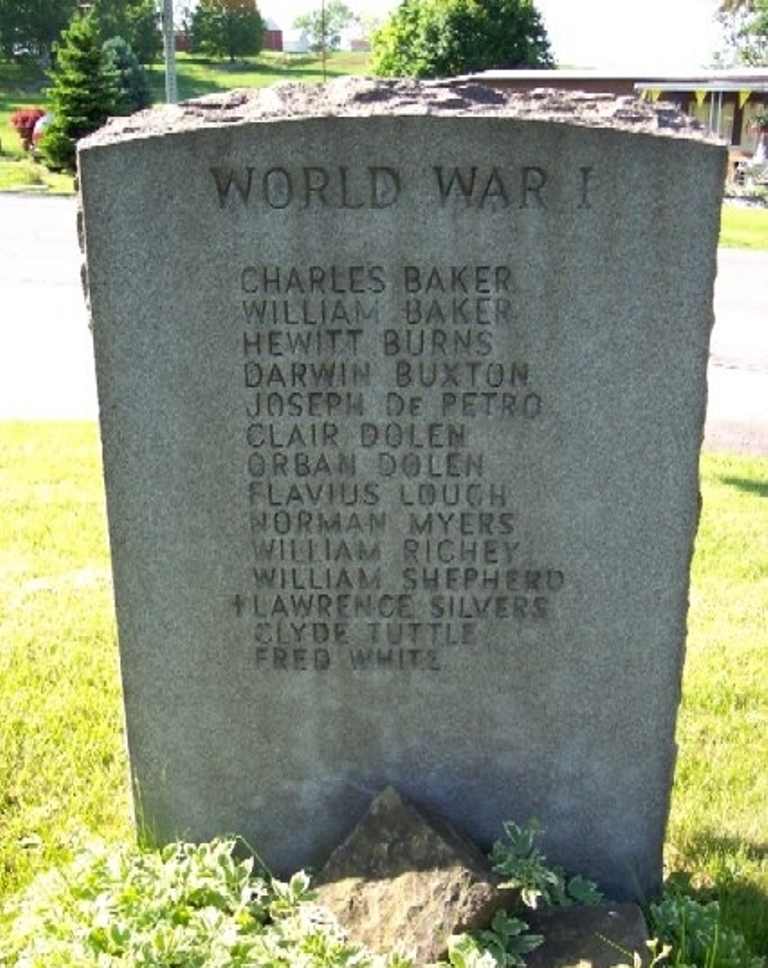 WORLD WAR I
CHARLES BAKER
WILLIAM BAKER
HEWITT BURNS
DARWIN BUXTON
JOSEPH De PETRO
CLAIR DOLEN
ORBAN DOLEN
FLAVIUS LOUGH
NORMAN MYERS
WILLIAM RICHEY
WILLIAM SHEPHERD
†LAWRENCE SILVERS
CLYDE TUTTLE
FRED WHITE